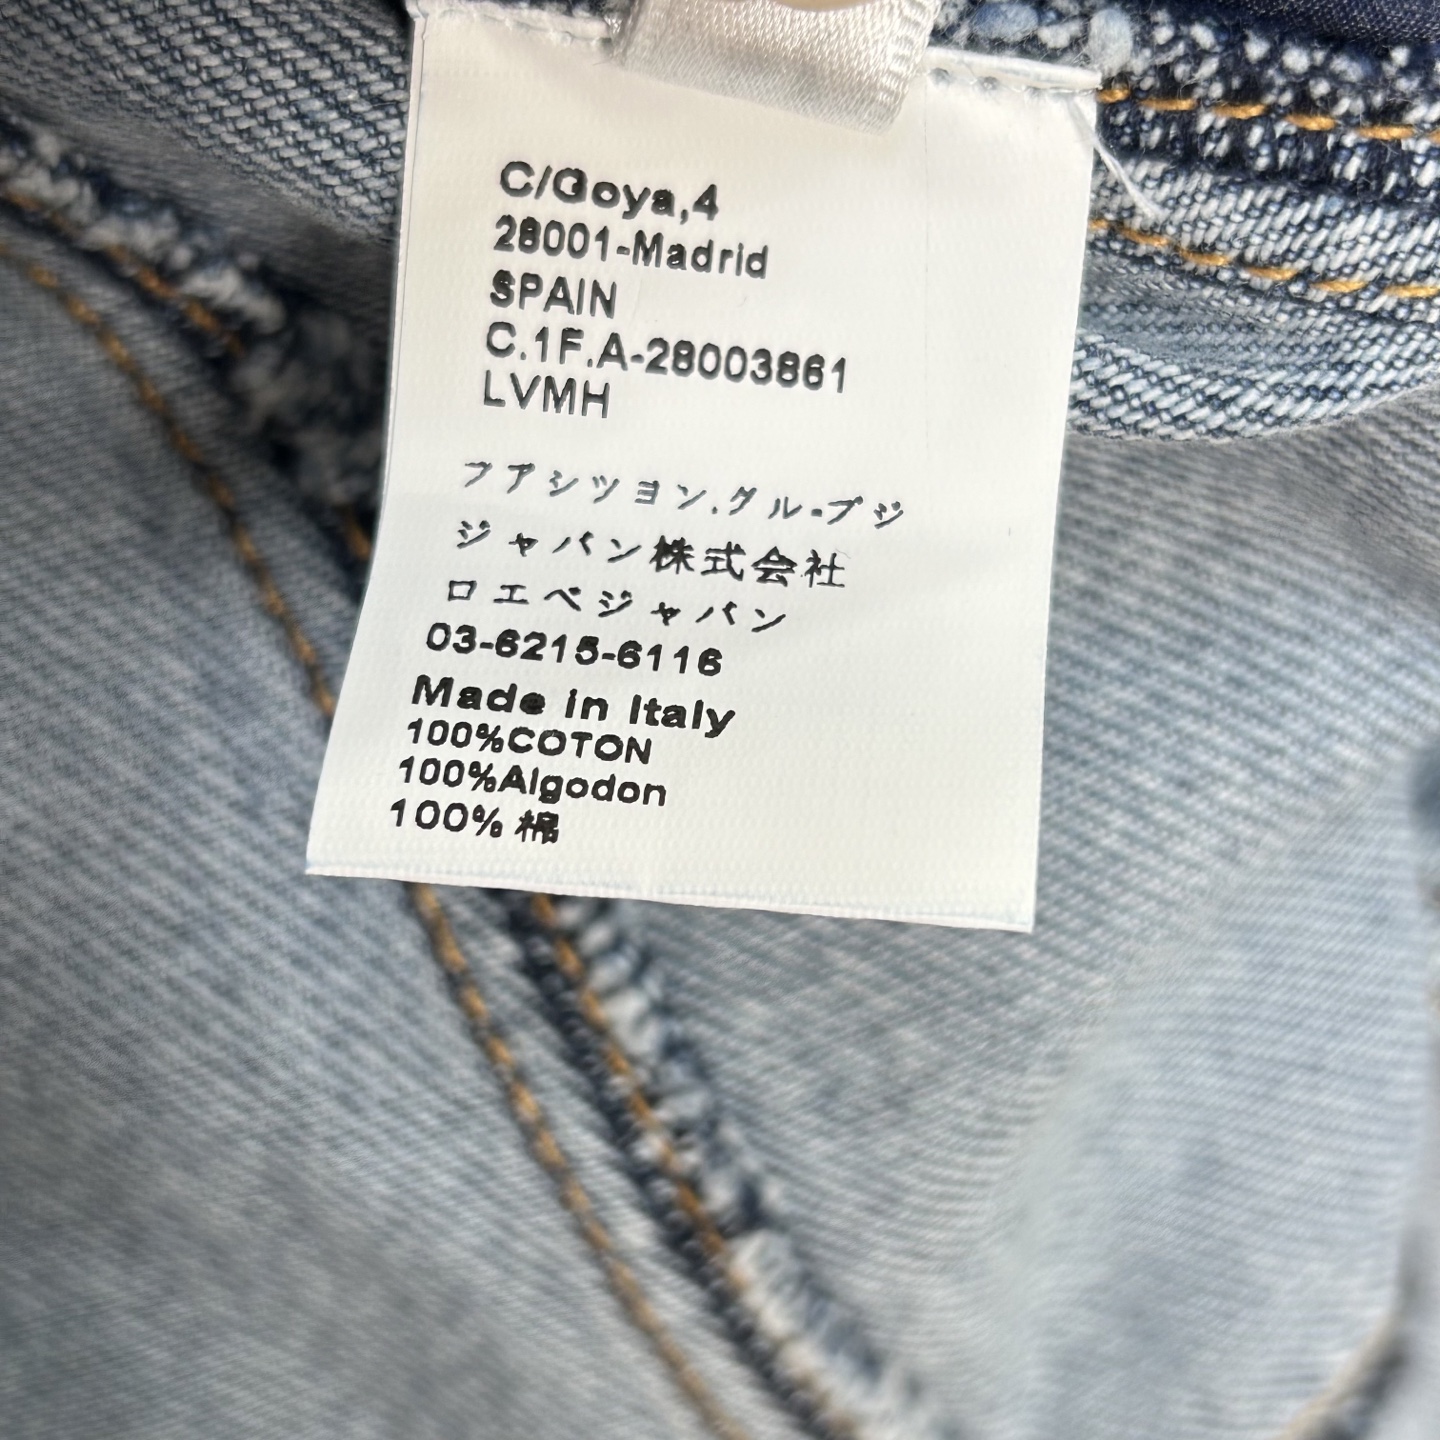 C/Goya,4
28001-Madrid
SPAIN
C.1F.A-28003861
LVMH
フアシツヨン.グル-プジ
ジャパン株式会社
ロエベジャパン
03-6215-6116
Made in Italy
100%COTON
100%Algodon
100% 棉